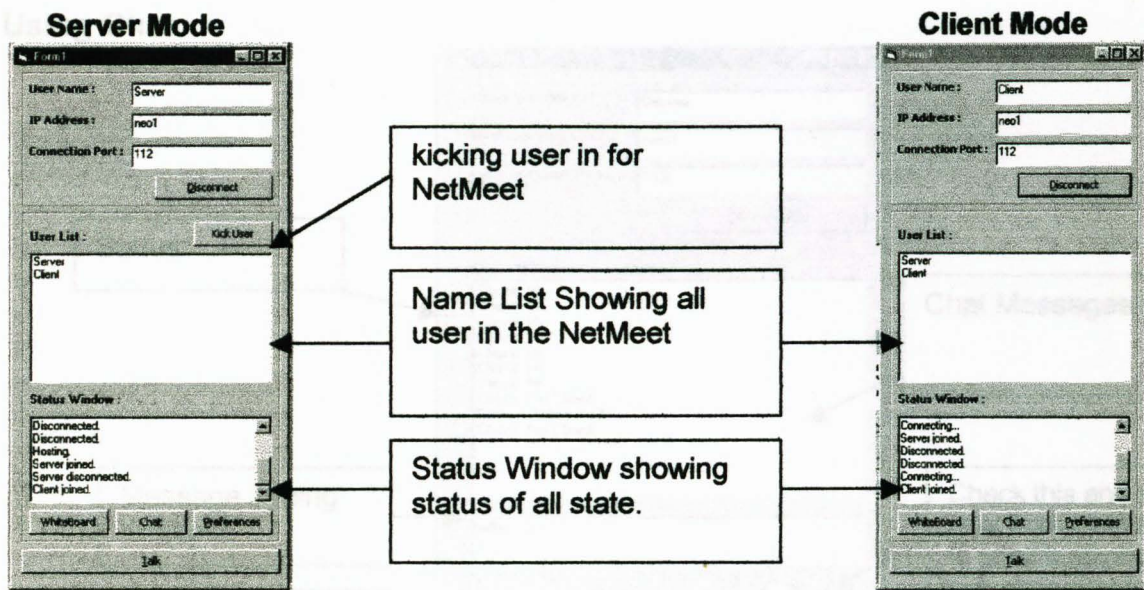 Server Mode
Form1
User Name :
Server
IP Address :
neo1
Connection Port :
112
Disconnect
User List :
Kick User
Server
Client
Status Window :
Disconnected.
Disconnected.
Hosting.
Server joined.
Server disconnected.
Client joined.
WhiteBoard
Chat
Preferences
Talk
kicking user in for
NetMeet
Name List Showing all
user in the NetMeet
Status Window showing
status of all state.
Client Mode
Form1
User Name :
Client
IP Address :
neo1
Connection Port :
112
Disconnect
User List :
Server
Client
Chat Messages
Status Window :
Connecting...
Server joined.
Disconnected.
Disconnected.
Connecting...
Client joined.
WhiteBoard
Chat
Preferences
Talk